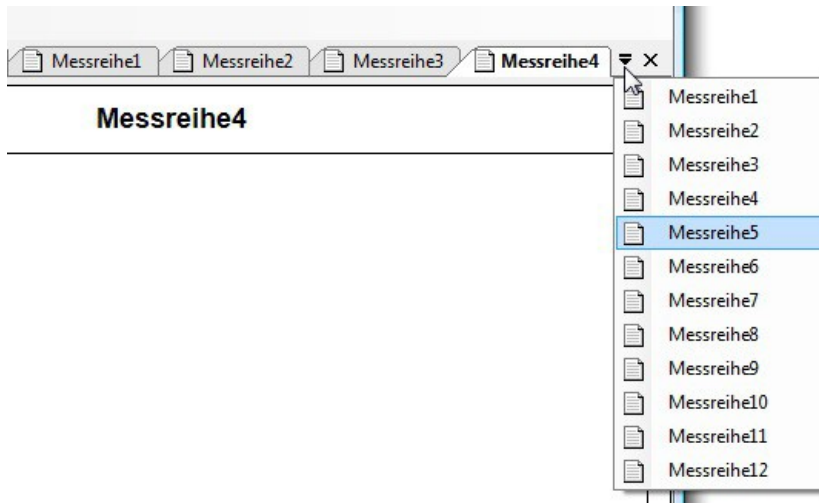 Messreihe1 Messreihe2 Messreihe3 Messreihe4
Messreihe4
Messreihe1
Messreihe2
Messreihe3
Messreihe4
Messreihe5
Messreihe6
Messreihe7
Messreihe8
Messreihe9
Messreihe10
Messreihe11
Messreihe12